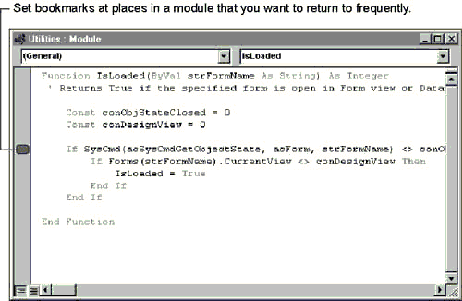 Set bookmarks at places in a module that you want to return to frequently.
Utilities : Module
(General)
IsLoaded
Function IsLoaded(ByVal strFormName As String) As Integer
' Returns True if the specified form is open in Form view or Data
Const conObjStateClosed = 0
Const conDesignView = 0
If SysCmd(acSysCmdGetObjectState, acForm, strFormName) <> conO
If Forms(strFormName).CurrentView <> conDesignView Then
IsLoaded = True
End If
End If
End Function